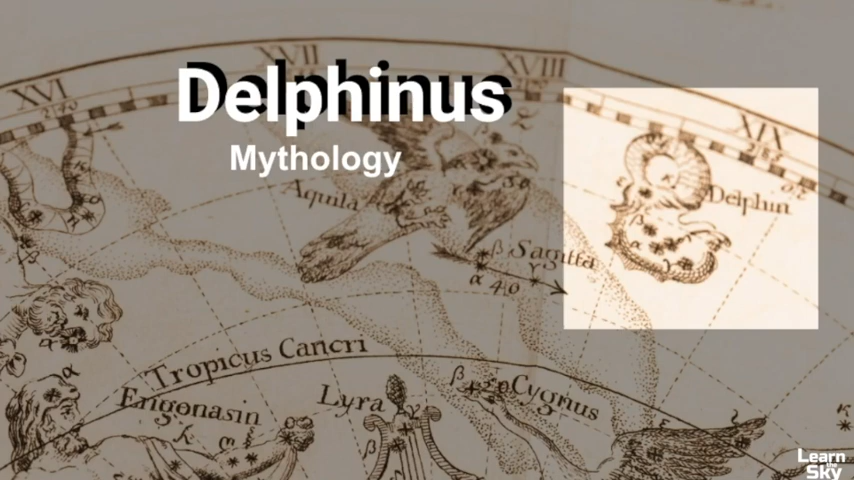 Delphinus
Mythology
XVI
XVII
XVIII
XIX
Aquila
Delphin
β Sagitta
α
Tropicus Cancri
Engonasin
Lyra
β
Cygnus
Learn
the
Sky